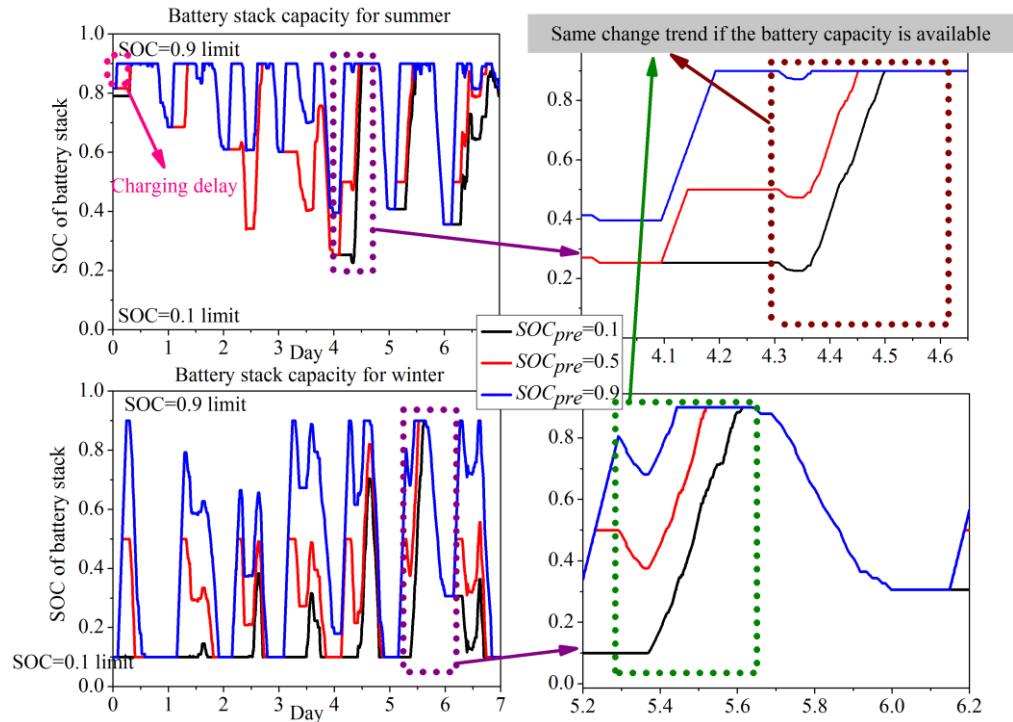 Battery stack capacity for summer
Same change trend if the battery capacity is available
1.0
SOC=0.9 limit
0.8
0.6
Charging delay
0.4
0.2
SOC=0.1 limit
0.0
SOC of battery stack
0 1 2 3 4 5 6 7
Day
0.8
0.6
0.4
0.2
4.1 4.2 4.3 4.4 4.5 4.6
SOCpre=0.1
SOCpre=0.5
SOCpre=0.9
Battery stack capacity for winter
1.0
SOC=0.9 limit
0.8
0.6
0.4
0.2
SOC=0.1 limit
0.0
SOC of battery stack
0 1 2 3 4 5 6 7
Day
0.8
0.6
0.4
0.2
0.0
5.2 5.4 5.6 5.8 6.0 6.2